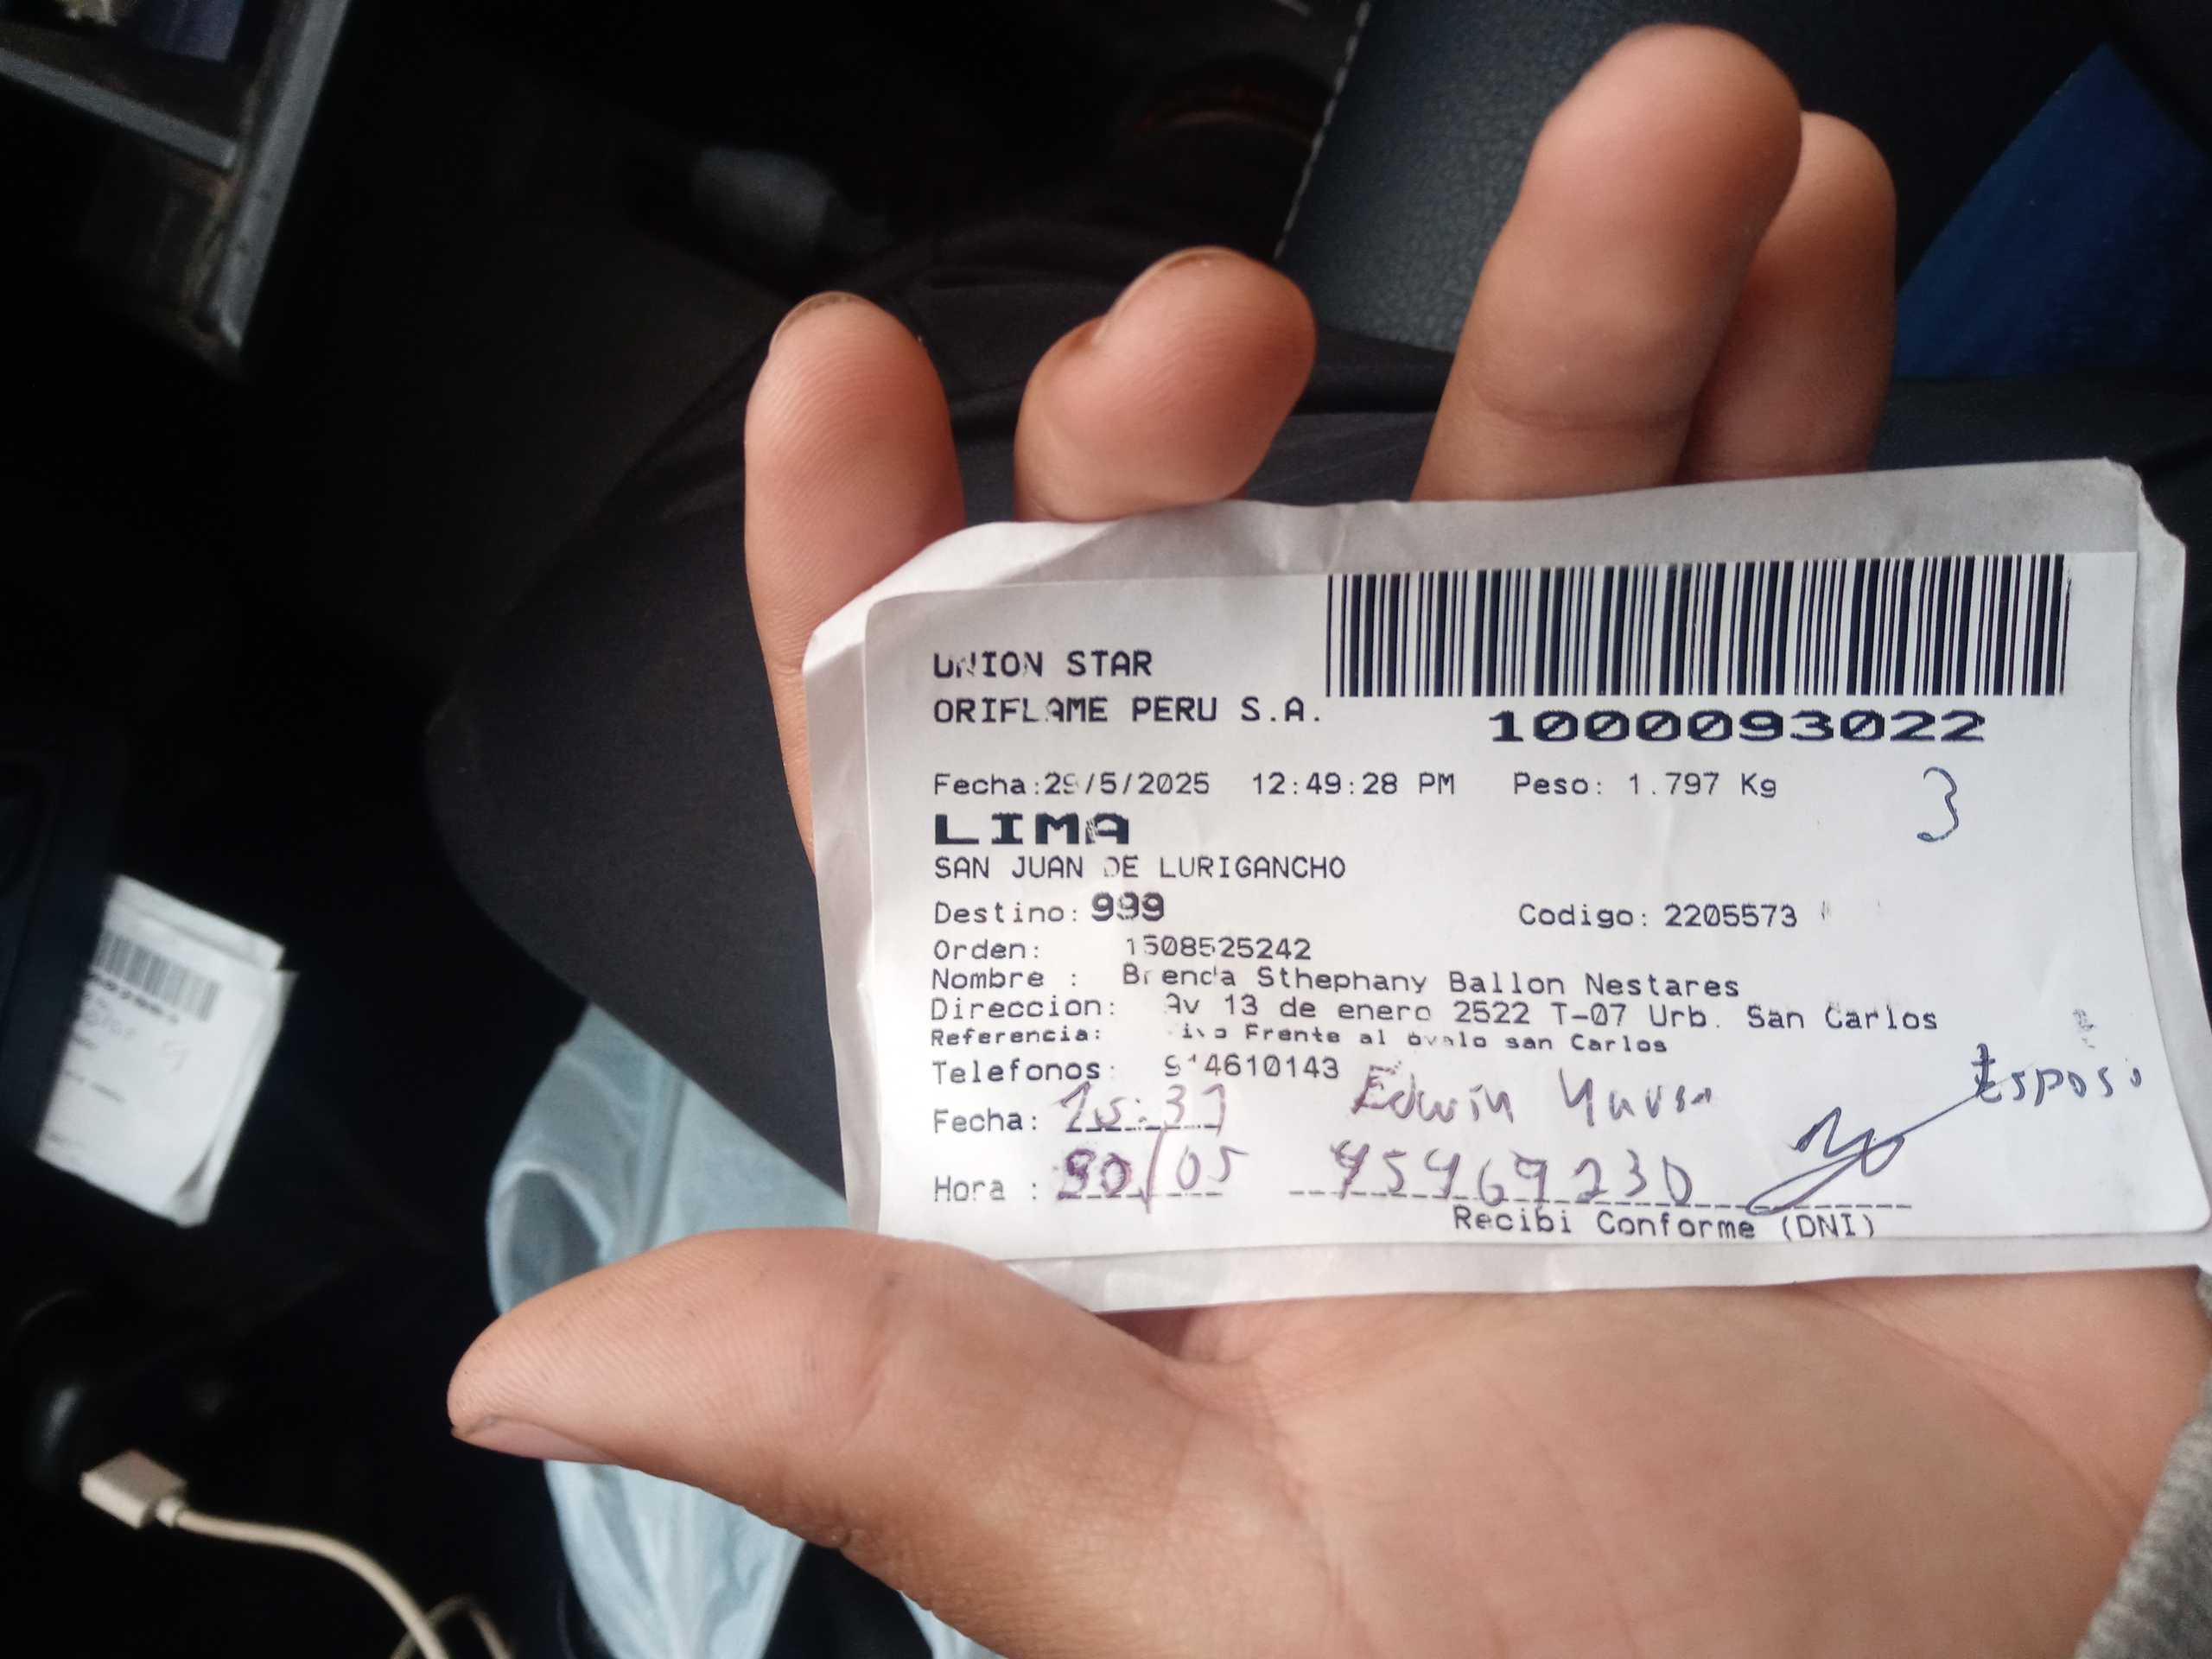 UNION STAR
ORIFLAME PERU S.A.
1000093022
Fecha:29/5/2025 12:49:28 PM Peso: 1.797 Kg
3
LIMA
SAN JUAN DE LURIGANCHO
Destino: 999 Codigo: 2205573
Orden: 1508525242
Nombre : Brenda Sthephany Ballon Nestares
Direccion: Av 13 de enero 2522 T-07 Urb. San Carlos
Referencia: Frente al ovalo san Carlos
Telefonos: 4610143
Fecha: 15:37 Edwin Esposo
Hora : 30/05 45469230
Recibi Conforme (DNI)